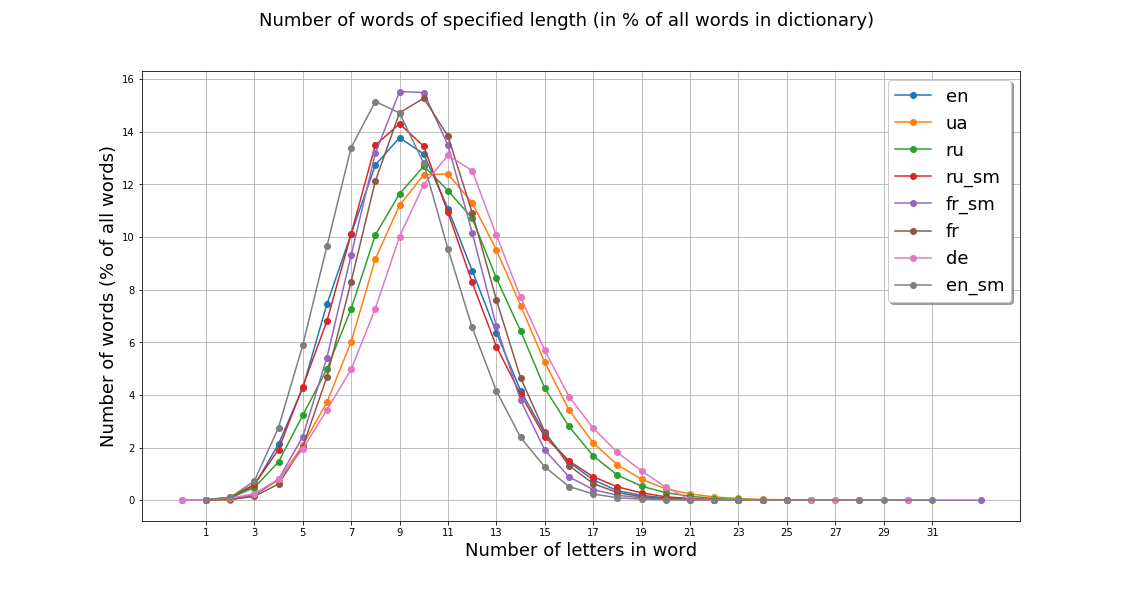 Number of words of specified length (in % of all words in dictionary)
16
14
12
10
8
6
4
2
0
Number of words (% of all words)
en
ua
ru
ru_sm
fr_sm
fr
de
en_sm
1 3 5 7 9 11 13 15 17 19 21 23 25 27 29 31
Number of letters in word